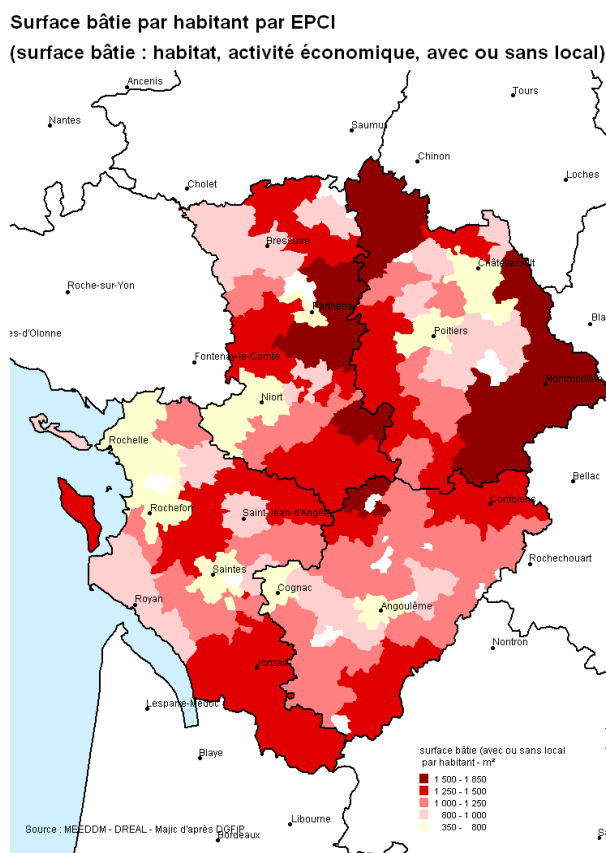 Surface bâtie par habitant par EPCI
(surface bâtie : habitat, activité économique, avec ou sans local)
Ancenis
Tours
Nantes
Saumur
Chinon
Loches
Cholet
Bressuire
Châtellerault
Roche-sur-Yon
Parthenay
Poitiers
es-d'Olonne
Bla
Fontenay-le-Comte
Montmorillon
Niort
Rochelle
Bellac
Confolens
Rochefort
Saint-Jean-d'Angély
Rochechouart
Saintes
Cognac
Royan
Angoulême
Nontron
Jonzac
Lesparre-Médoc
Blaye
surface bâtie (avec ou sans local
par habitant - m²
1 500 - 1 850
1 250 - 1 500
1 000 - 1 250
800 - 1 000
350 - 800
Libourne
Source : MEEDDM - DREAL - Majic d'après DGFiP
Bordeaux
Sa